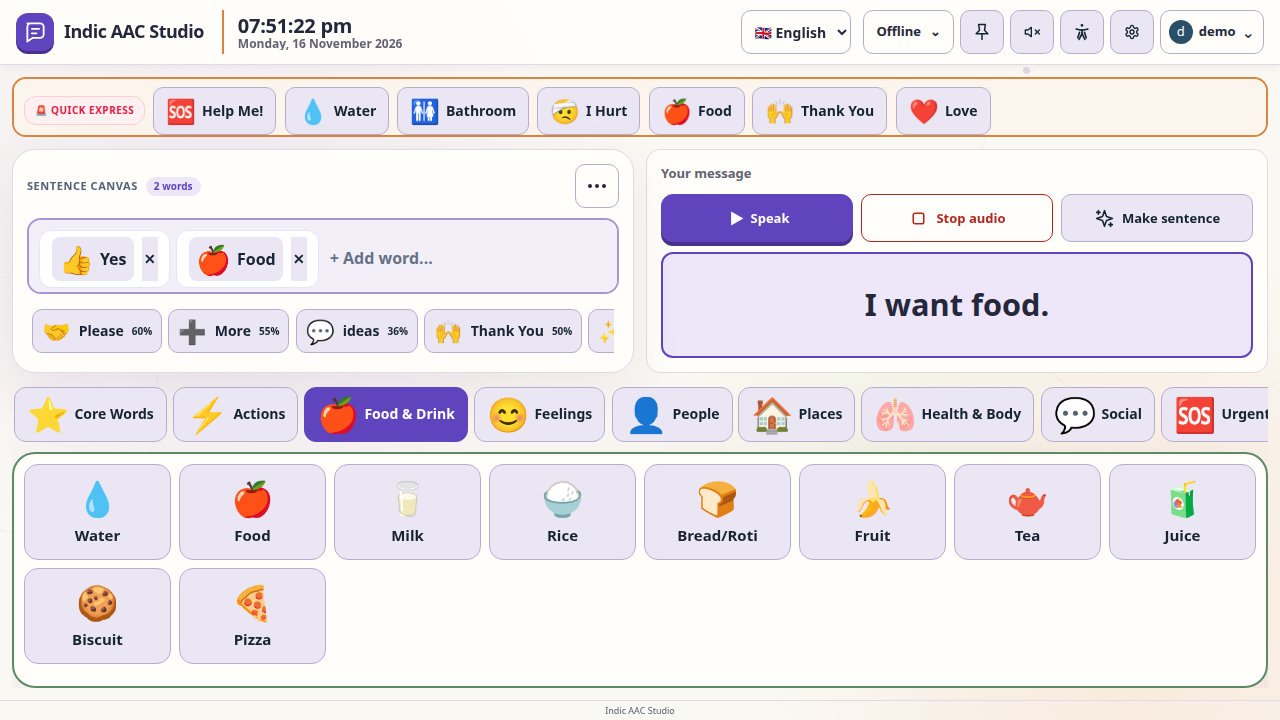 Indic AAC Studio
07:51:22 pm
Monday, 16 November 2026
English
Offline
d demo
QUICK EXPRESS
SOS Help Me!
Water
Bathroom
I Hurt
Food
Thank You
Love
SENTENCE CANVAS 2 words
Yes ×
Food ×
+ Add word...
Please 60%
More 55%
ideas 36%
Thank You 50%
Your message
Speak
Stop audio
Make sentence
I want food.
Core Words
Actions
Food & Drink
Feelings
People
Places
Health & Body
Social
SOS Urgent
Water
Food
Milk
Rice
Bread/Roti
Fruit
Tea
Juice
Biscuit
Pizza
Indic AAC Studio